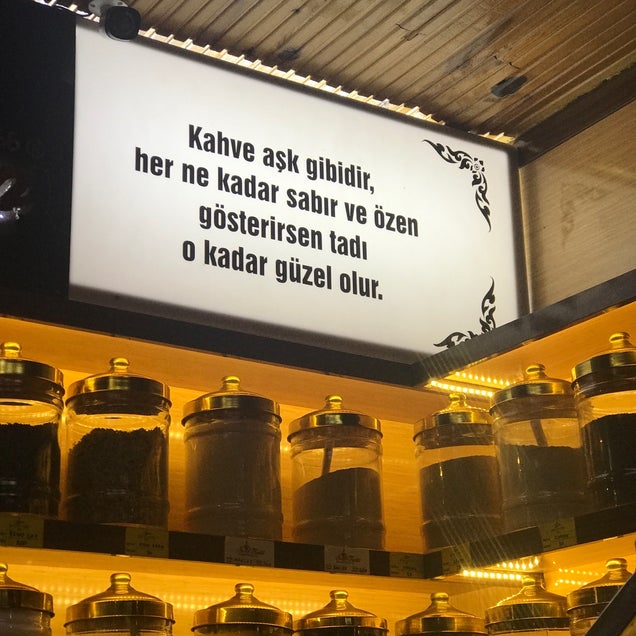 Kahve aşk gibidir,
her ne kadar sabır ve özen
gösterirsen tadı
o kadar güzel olur.